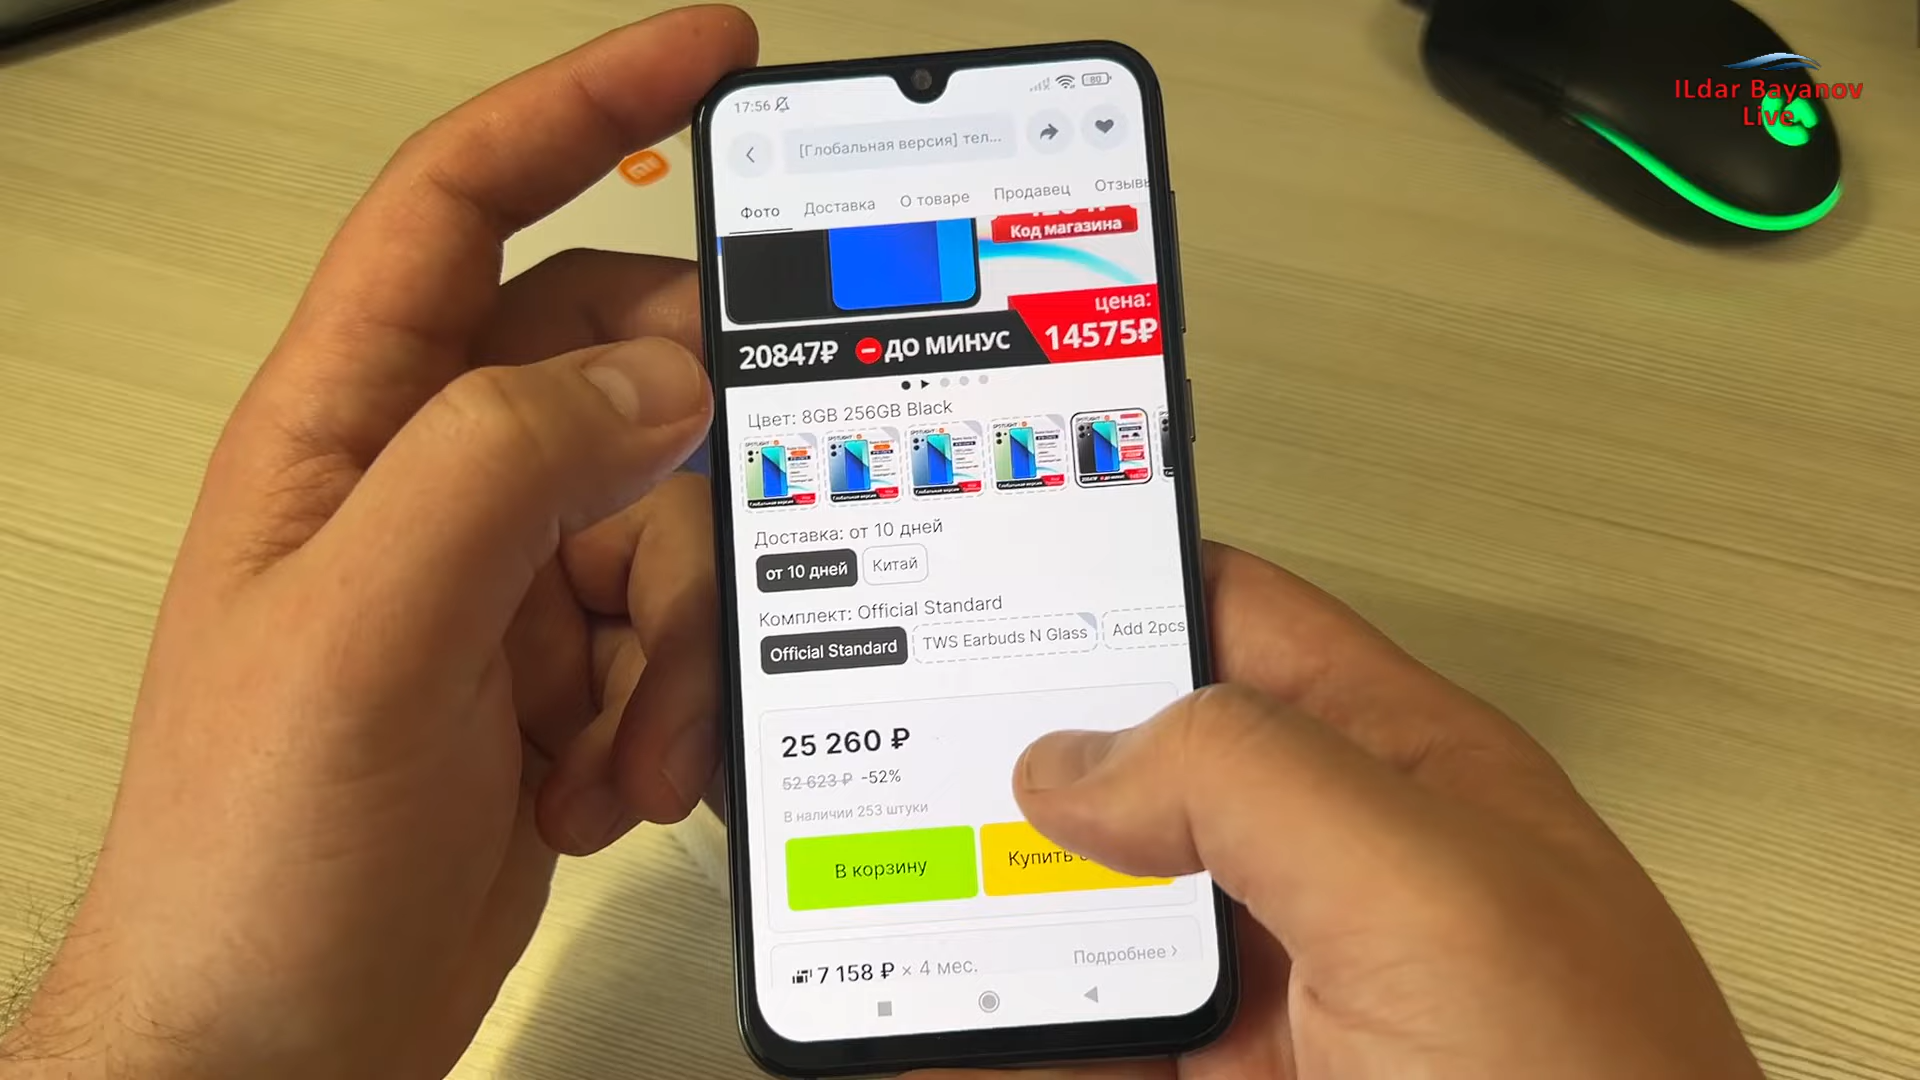 ILdar Bayanov
Live
17:56
80
[Глобальная версия] тел...
Фото Доставка О товаре Продавец Отзывы
Код магазина
цена:
20847₽ ДО МИНУС 14575₽
Цвет: 8GB 256GB Black
Доставка: от 10 дней
от 10 дней Китай
Комплект: Official Standard
Official Standard TWS Earbuds N Glass Add 2pcs
25 260 ₽
52 623 ₽ -52%
В наличии 253 штуки
В корзину Купить
7 158 ₽ × 4 мес. Подробнее